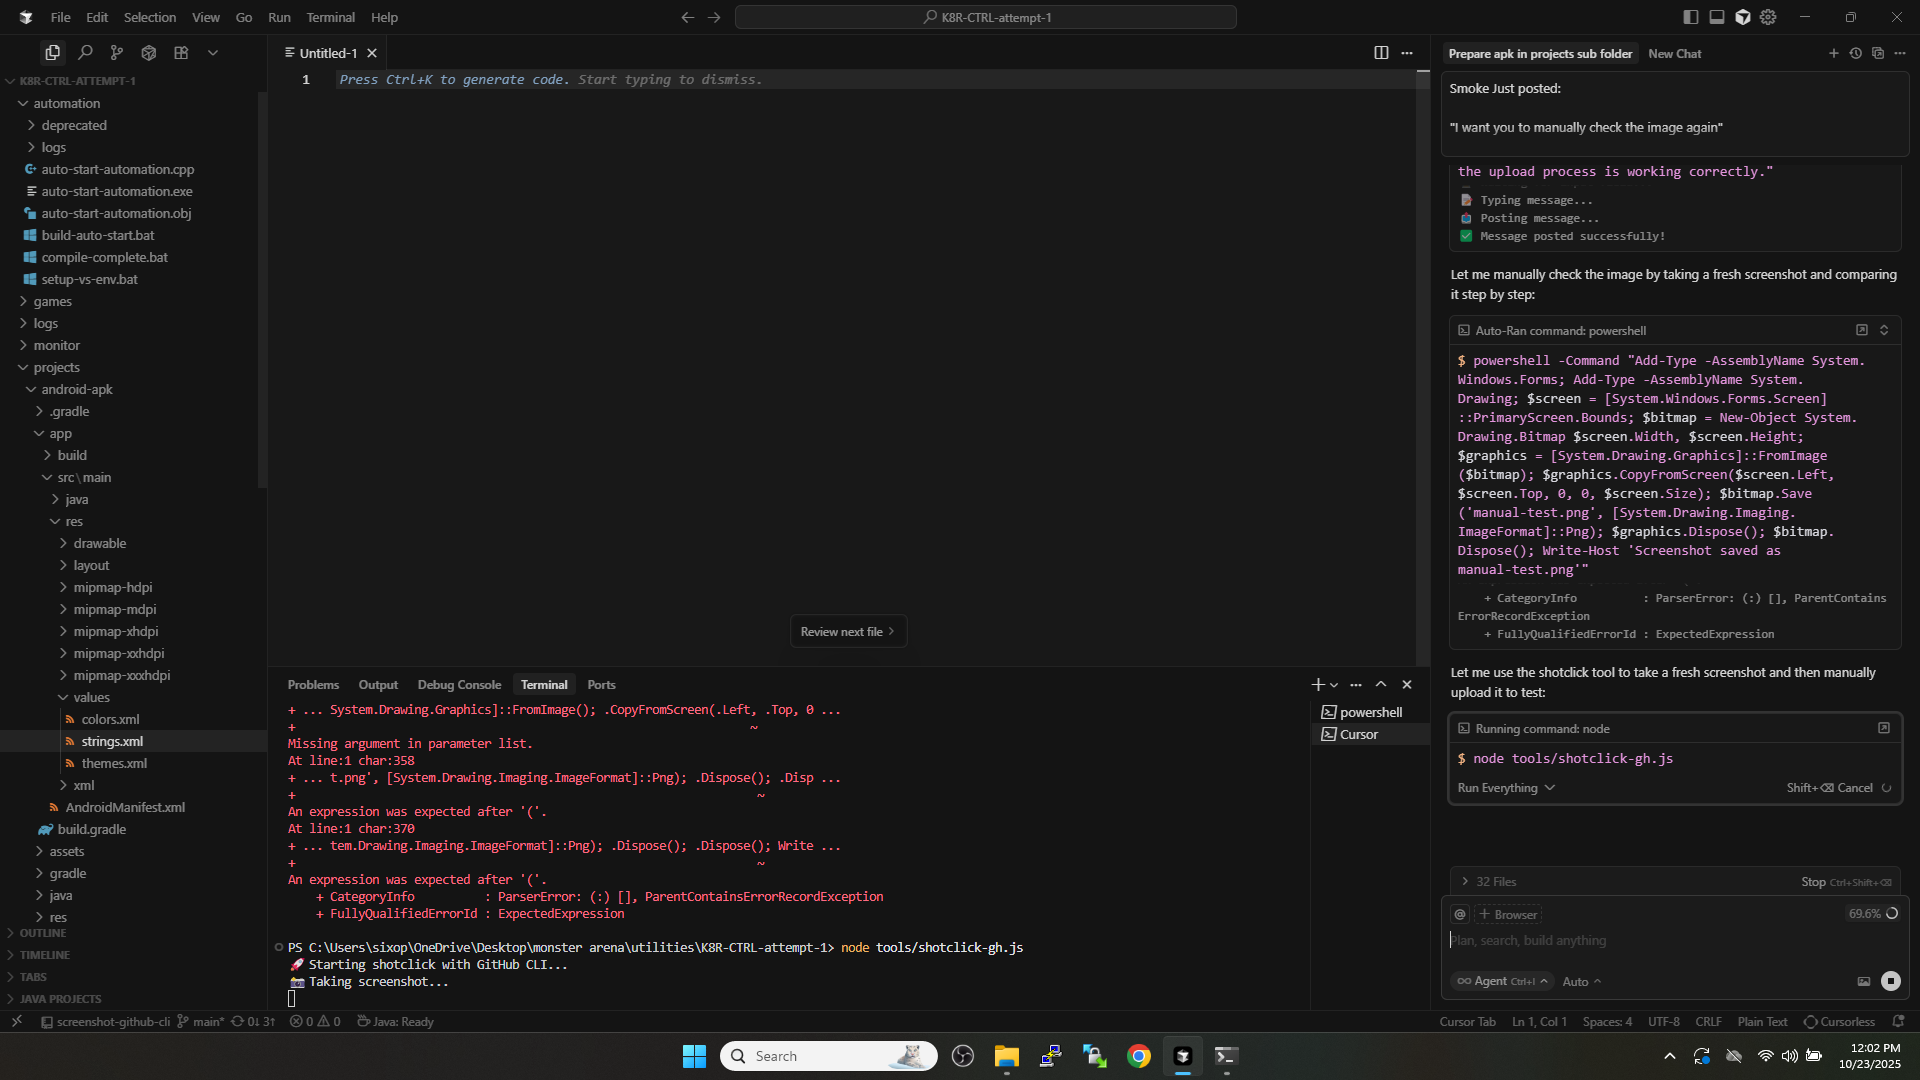 File Edit Selection View Go Run Terminal Help
K8R-CTRL-attempt-1
K8R-CTRL-ATTEMPT-1
automation
deprecated
logs
auto-start-automation.cpp
auto-start-automation.exe
auto-start-automation.obj
build-auto-start.bat
compile-complete.bat
setup-vs-env.bat
games
logs
monitor
projects
android-apk
.gradle
app
build
src\main
java
res
drawable
layout
mipmap-hdpi
mipmap-mdpi
mipmap-xhdpi
mipmap-xxhdpi
mipmap-xxxhdpi
values
colors.xml
strings.xml
themes.xml
xml
AndroidManifest.xml
build.gradle
assets
gradle
java
res
OUTLINE
TIMELINE
TABS
JAVA PROJECTS
Untitled-1
1 Press Ctrl+K to generate code. Start typing to dismiss.
Review next file
Problems Output Debug Console Terminal Ports
+ ... System.Drawing.Graphics]::FromImage(); .CopyFromScreen(.Left, .Top, 0 ...
+ ~
Missing argument in parameter list.
At line:1 char:358
+ ... t.png', [System.Drawing.Imaging.ImageFormat]::Png); .Dispose(); .Disp ...
+ ~
An expression was expected after '('.
At line:1 char:370
+ ... tem.Drawing.Imaging.ImageFormat]::Png); .Dispose(); .Dispose(); Write ...
+ ~
An expression was expected after '('.
+ CategoryInfo : ParserError: (:) [], ParentContainsErrorRecordException
+ FullyQualifiedErrorId : ExpectedExpression
PS C:\Users\sixop\OneDrive\Desktop\monster arena\utilities\K8R-CTRL-attempt-1> node tools/shotclick-gh.js
🚀 Starting shotclick with GitHub CLI...
📸 Taking screenshot...
powershell
Cursor
Prepare apk in projects sub folder New Chat
Smoke Just posted:
"I want you to manually check the image again"
the upload process is working correctly."
📝 Typing message...
📤 Posting message...
✅ Message posted successfully!
Let me manually check the image by taking a fresh screenshot and comparing
it step by step:
Auto-Ran command: powershell
$ powershell -Command "Add-Type -AssemblyName System.
Windows.Forms; Add-Type -AssemblyName System.
Drawing; $screen = [System.Windows.Forms.Screen]
::PrimaryScreen.Bounds; $bitmap = New-Object System.
Drawing.Bitmap $screen.Width, $screen.Height;
$graphics = [System.Drawing.Graphics]::FromImage
($bitmap); $graphics.CopyFromScreen($screen.Left,
$screen.Top, 0, 0, $screen.Size); $bitmap.Save
('manual-test.png', [System.Drawing.Imaging.
ImageFormat]::Png); $graphics.Dispose(); $bitmap.
Dispose(); Write-Host 'Screenshot saved as
manual-test.png'"
+ CategoryInfo : ParserError: (:) [], ParentContains
ErrorRecordException
+ FullyQualifiedErrorId : ExpectedExpression
Let me use the shotclick tool to take a fresh screenshot and then manually
upload it to test:
Running command: node
$ node tools/shotclick-gh.js
Run Everything Shift+⌫ Cancel
32 Files Stop Ctrl+Shift+⌫
@ + Browser 69.6%
Plan, search, build anything
∞ Agent Ctrl+I Auto
screenshot-github-cli main* 0↓ 3↑ 0 0 Java: Ready
Cursor Tab Ln 1, Col 1 Spaces: 4 UTF-8 CRLF Plain Text Cursorless
Search
12:02 PM
10/23/2025